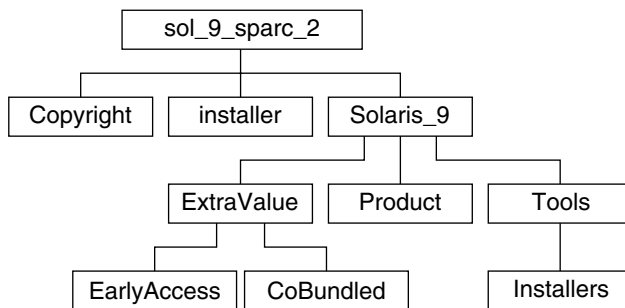 sol_9_sparc_2
Copyright
installer
Solaris_9
ExtraValue
Product
Tools
EarlyAccess
CoBundled
Installers